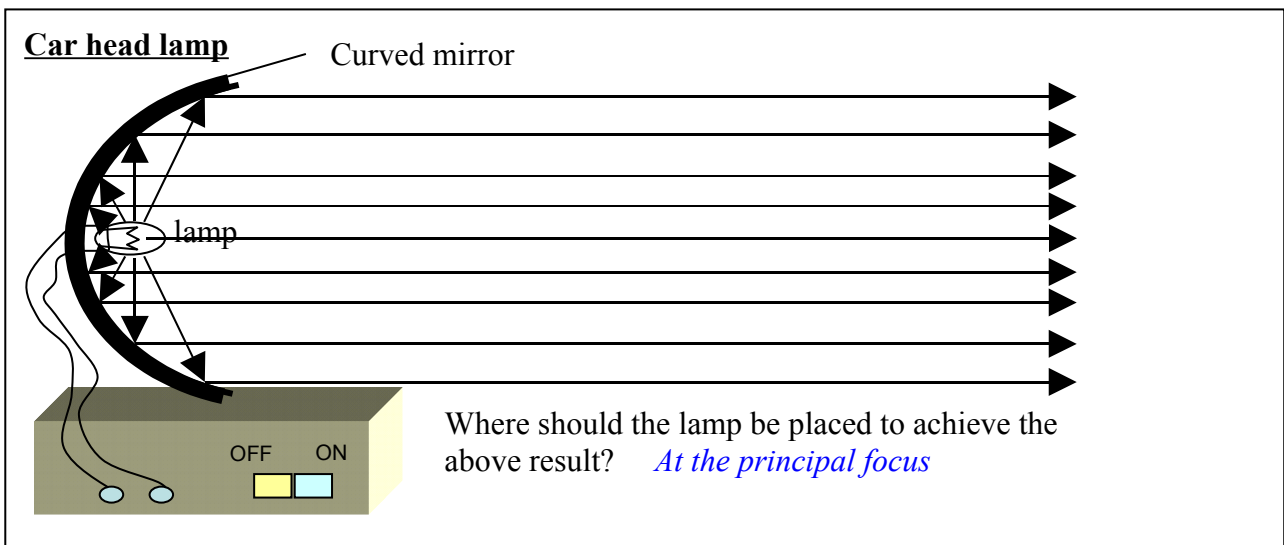 Car head lamp
Curved mirror
lamp
OFF ON
Where should the lamp be placed to achieve the
above result? At the principal focus